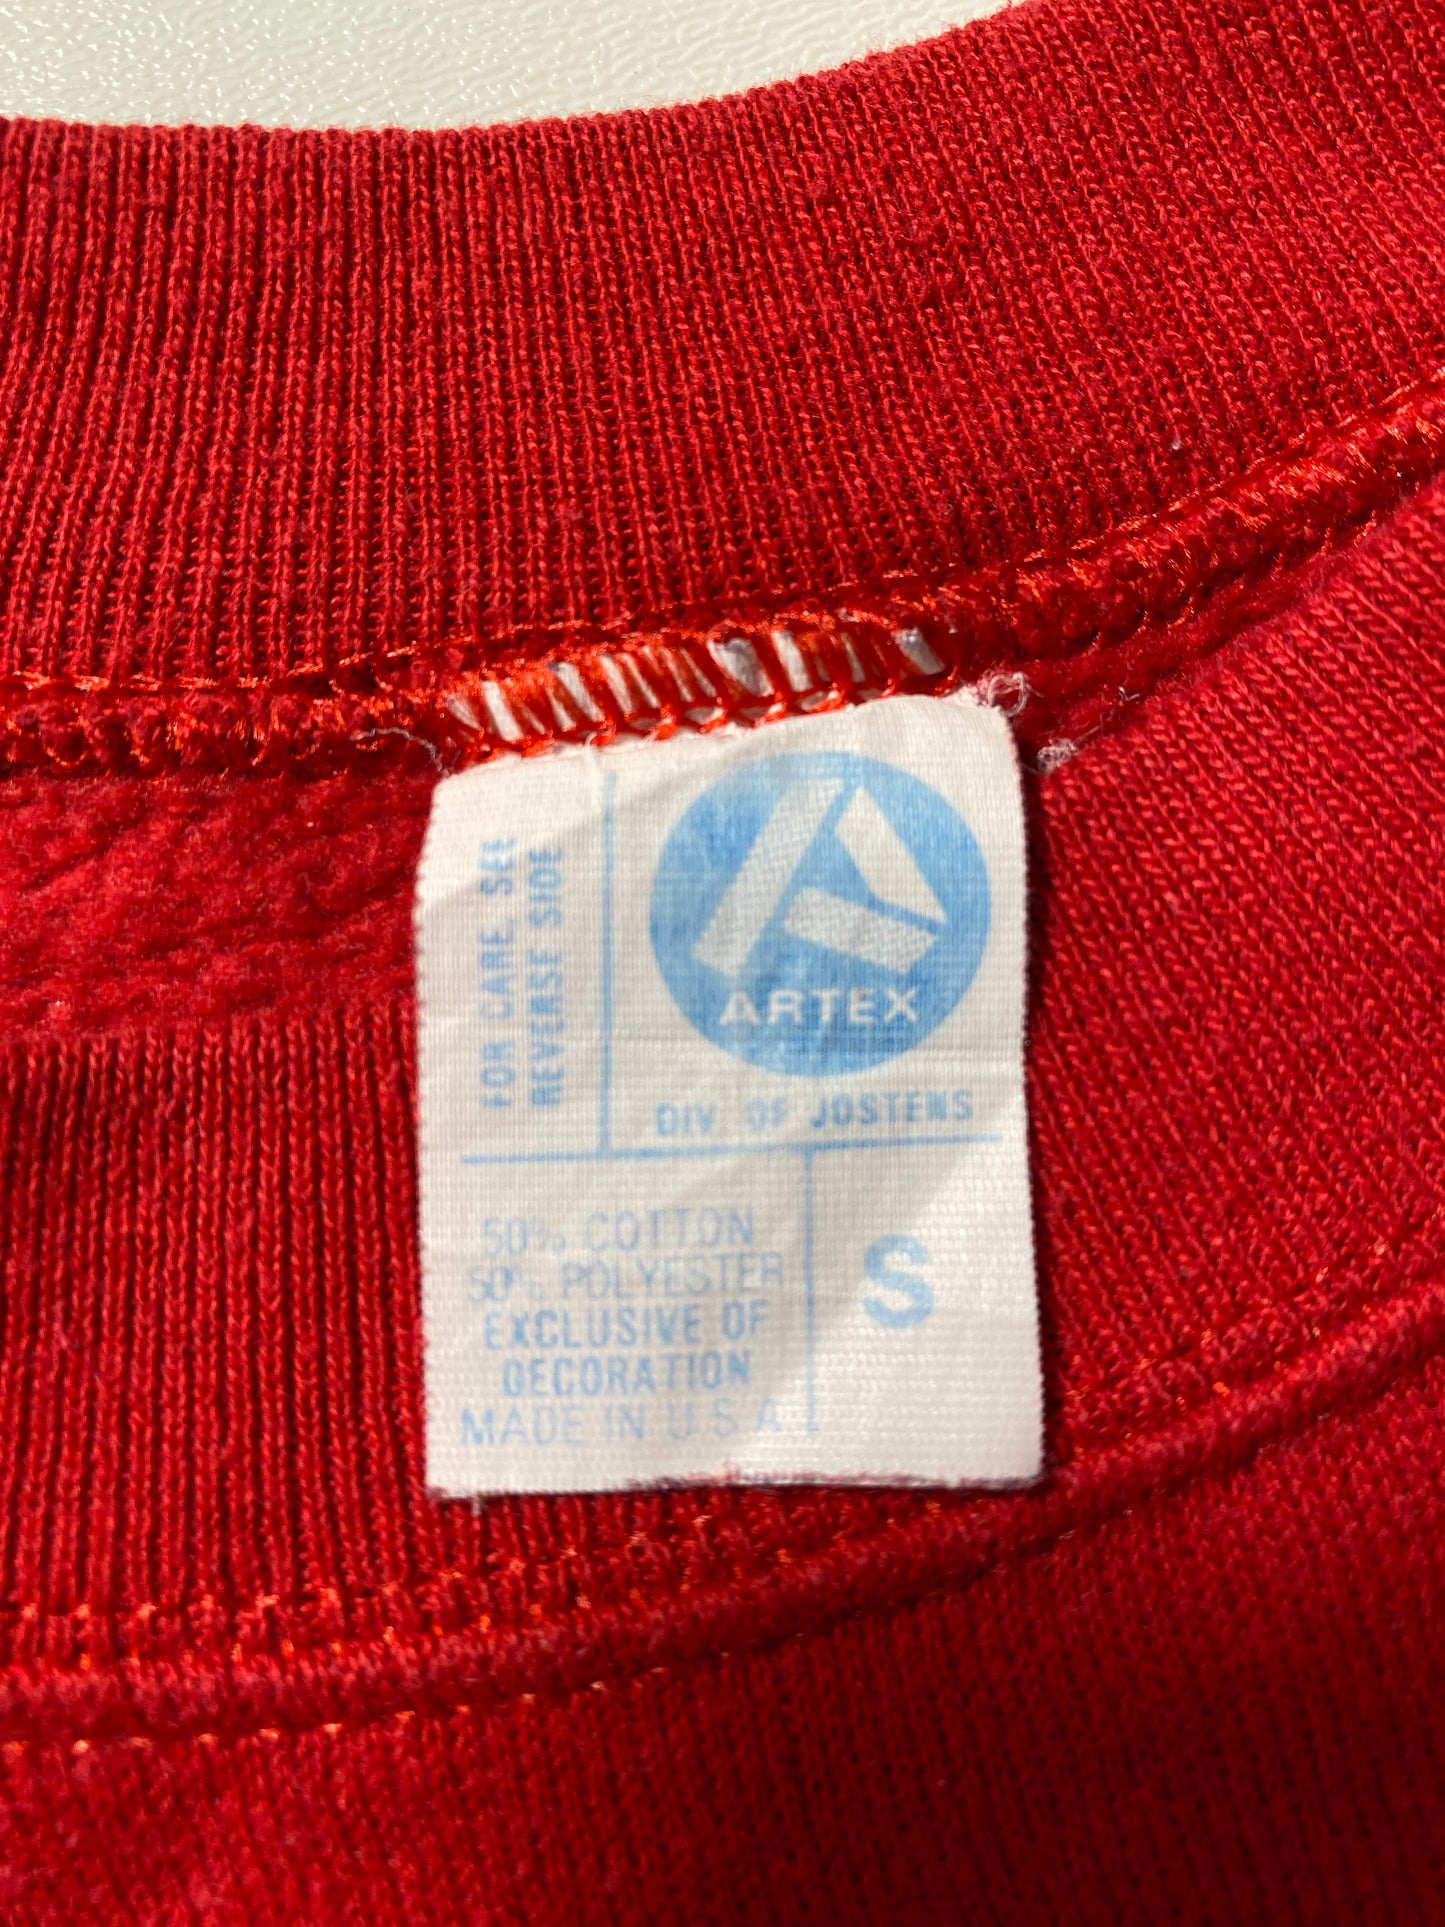 FOR CARE, SEE
REVERSE SIDE
ARTEX
DIV. OF JOSTENS
50% COTTON
50% POLYESTER
EXCLUSIVE OF
DECORATION
MADE IN U.S.A.
S